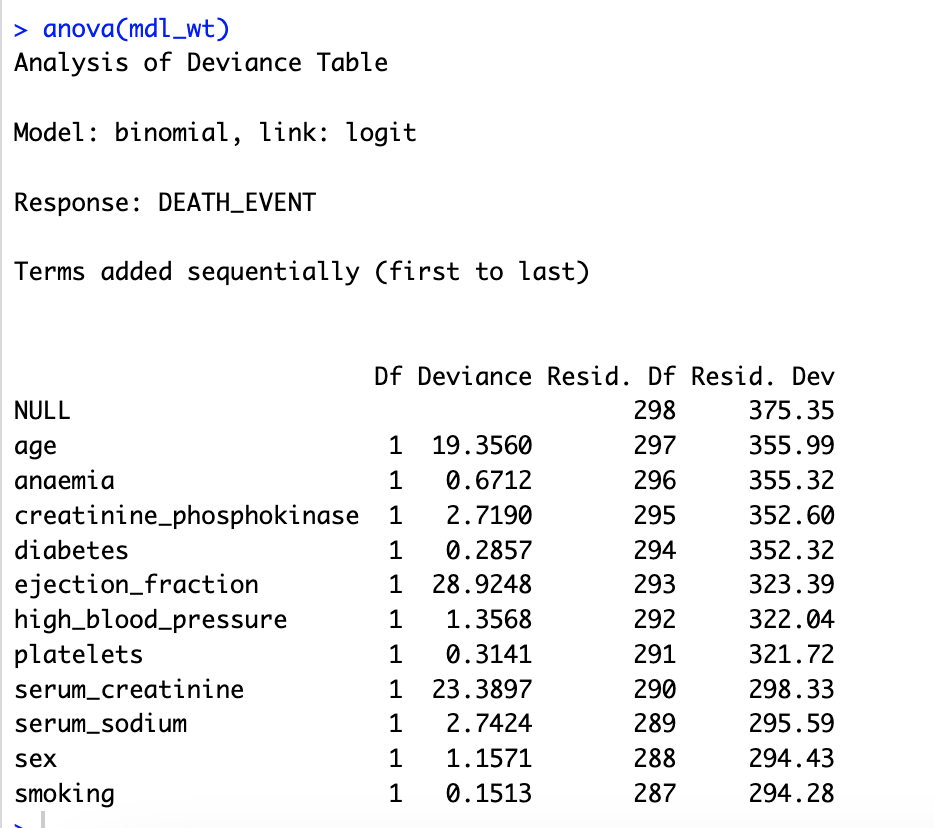 > anova(mdl_wt)
Analysis of Deviance Table
Model: binomial, link: logit
Response: DEATH_EVENT
Terms added sequentially (first to last)
Df Deviance Resid. Df Resid. Dev
NULL 298 375.35
age 1 19.3560 297 355.99
anaemia 1 0.6712 296 355.32
creatinine_phosphokinase 1 2.7190 295 352.60
diabetes 1 0.2857 294 352.32
ejection_fraction 1 28.9248 293 323.39
high_blood_pressure 1 1.3568 292 322.04
platelets 1 0.3141 291 321.72
serum_creatinine 1 23.3897 290 298.33
serum_sodium 1 2.7424 289 295.59
sex 1 1.1571 288 294.43
smoking 1 0.1513 287 294.28
>